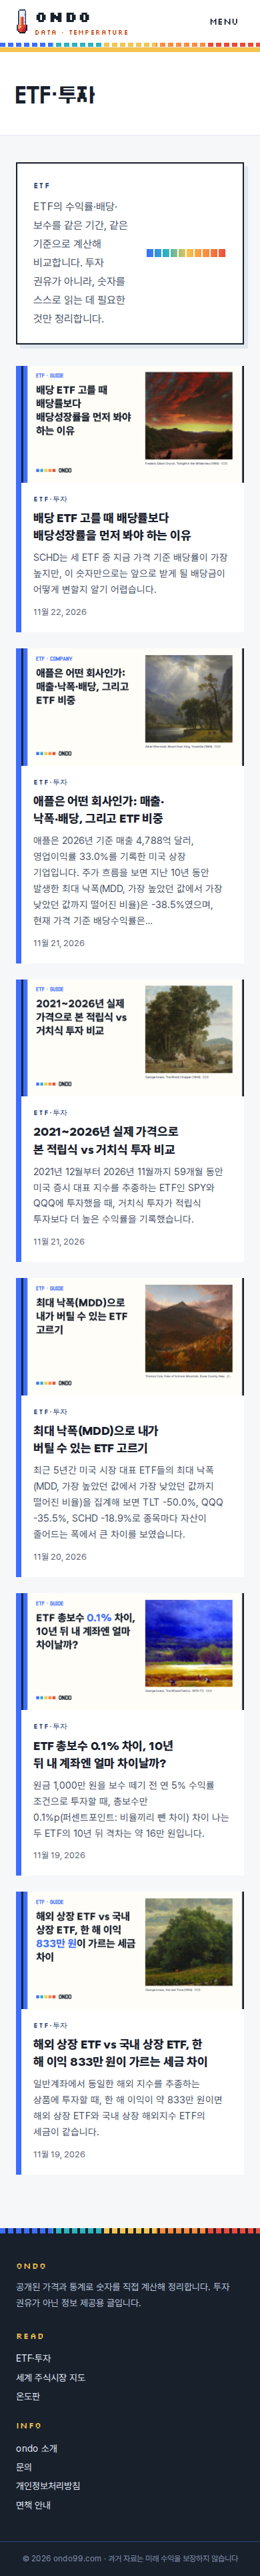 ONDO
DATA · TEMPERATURE
MENU
ETF·투자
ETF
ETF의 수익률·배당·
보수를 같은 기간, 같은
기준으로 계산해
비교합니다. 투자
권유가 아니라, 숫자를
스스로 읽는 데 필요한
것만 정리합니다.
ETF · GUIDE
배당 ETF 고를 때
배당률보다
배당성장률을 먼저 봐야
하는 이유
ONDO
ETF·투자
배당 ETF 고를 때 배당률보다
배당성장률을 먼저 봐야 하는 이유
SCHD는 세 ETF 중 지금 가격 기준 배당률이 가장
높지만, 이 숫자만으로는 앞으로 받게 될 배당금이
어떻게 변할지 알기 어렵습니다.
11월 22, 2026
ETF · COMPANY
애플은 어떤 회사인가:
매출·낙폭·배당, 그리고
ETF 비중
ONDO
ETF·투자
애플은 어떤 회사인가: 매출·
낙폭·배당, 그리고 ETF 비중
애플은 2026년 기준 매출 4,788억 달러,
영업이익률 33.0%를 기록한 미국 상장
기업입니다. 주가 흐름을 보면 지난 10년 동안
발생한 최대 낙폭(MDD, 가장 높았던 값에서 가장
낮았던 값까지 떨어진 비율)은 -38.5%였으며,
현재 가격 기준 배당수익률은...
11월 21, 2026
ETF · GUIDE
2021~2026년 실제
가격으로 본 적립식 vs
거치식 투자 비교
ONDO
ETF·투자
2021~2026년 실제 가격으로
본 적립식 vs 거치식 투자 비교
2021년 12월부터 2026년 11월까지 59개월 동안
미국 증시 대표 지수를 추종하는 ETF인 SPY와
QQQ에 투자했을 때, 거치식 투자가 적립식
투자보다 더 높은 수익률을 기록했습니다.
11월 21, 2026
ETF · GUIDE
최대 낙폭(MDD)으로
내가 버틸 수 있는 ETF
고르기
ONDO
ETF·투자
최대 낙폭(MDD)으로 내가
버틸 수 있는 ETF 고르기
최근 5년간 미국 시장 대표 ETF들의 최대 낙폭
(MDD, 가장 높았던 값에서 가장 낮았던 값까지
떨어진 비율)을 집계해 보면 TLT -50.0%, QQQ
-35.5%, SCHD -18.9%로 종목마다 자산이
줄어드는 폭에서 큰 차이를 보였습니다.
11월 20, 2026
ETF · GUIDE
ETF 총보수 0.1% 차이,
10년 뒤 내 계좌엔 얼마
차이날까?
ONDO
ETF·투자
ETF 총보수 0.1% 차이, 10년
뒤 내 계좌엔 얼마 차이날까?
원금 1,000만 원을 보수 떼기 전 연 5% 수익률
조건으로 투자할 때, 총보수만
0.1%p(퍼센트포인트: 비율끼리 뺀 차이) 차이 나는
두 ETF의 10년 뒤 격차는 약 16만 원입니다.
11월 19, 2026
ETF · GUIDE
해외 상장 ETF vs 국내
상장 ETF, 한 해 이익
833만 원이 가르는 세금
차이
ONDO
ETF·투자
해외 상장 ETF vs 국내 상장 ETF, 한
해 이익 833만 원이 가르는 세금 차이
일반계좌에서 동일한 해외 지수를 추종하는
상품에 투자할 때, 한 해 이익이 약 833만 원이면
해외 상장 ETF와 국내 상장 해외지수 ETF의
세금이 같습니다.
11월 19, 2026
ONDO
공개된 가격과 통계로 숫자를 직접 계산해 정리합니다. 투자
권유가 아닌 정보 제공용 글입니다.
READ
ETF·투자
세계 주식시장 지도
온도판
INFO
ondo 소개
문의
개인정보처리방침
면책 안내
© 2026 ondo99.com · 과거 자료는 미래 수익을 보장하지 않습니다